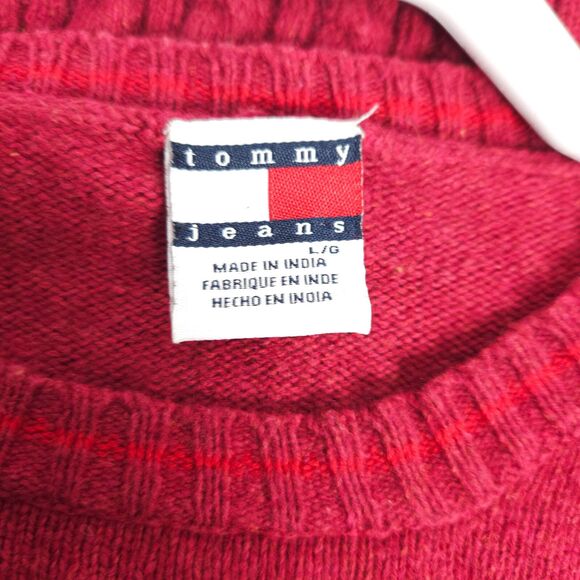 tommy
jeans
L/G
MADE IN INDIA
FABRIQUE EN INDE
HECHO EN INDIA